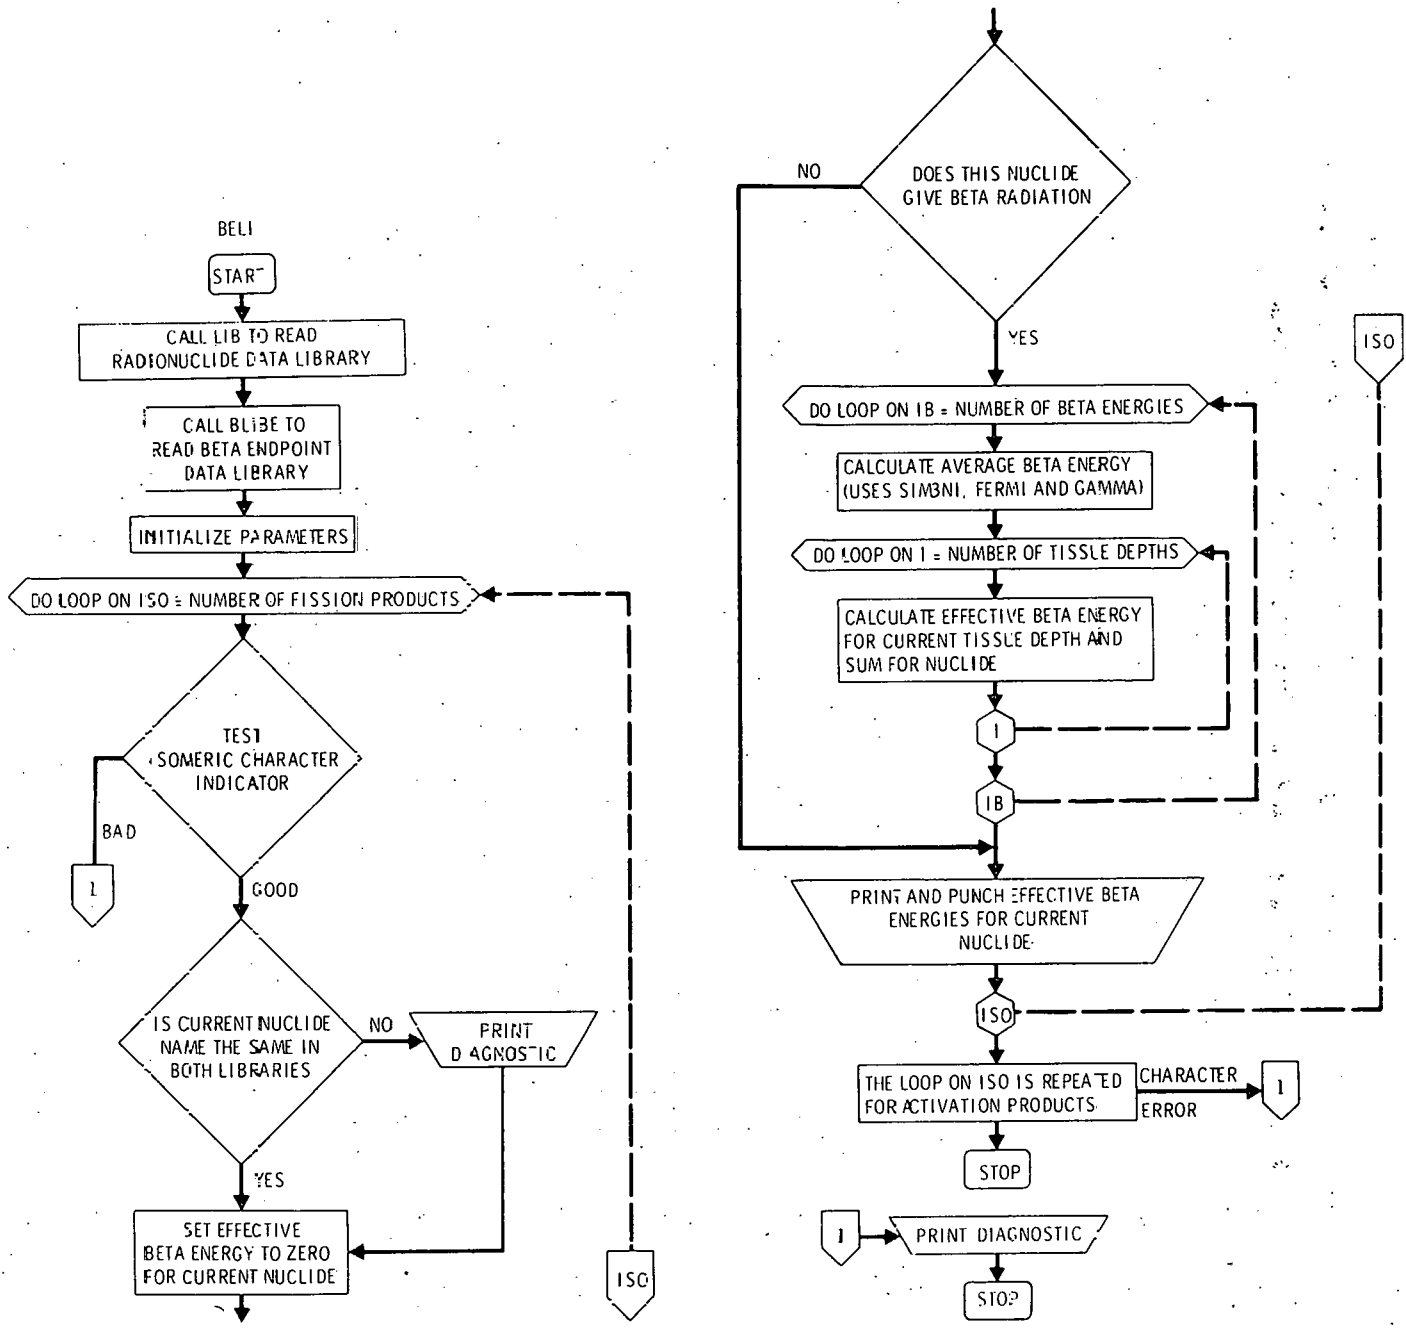 BELI
START
CALL LIB TO READ
RADIONUCLIDE DATA LIBRARY
CALL BLIBE TO
READ BETA ENDPOINT
DATA LIBRARY
INITIALIZE PARAMETERS
DO LOOP ON ISO = NUMBER OF FISSION PRODUCTS
TEST
ISOMERIC CHARACTER
INDICATOR
BAD
1
GOOD
IS CURRENT NUCLIDE
NAME THE SAME IN
BOTH LIBRARIES
NO
PRINT
DIAGNOSTIC
YES
SET EFFECTIVE
BETA ENERGY TO ZERO
FOR CURRENT NUCLIDE
ISO
DOES THIS NUCLIDE
GIVE BETA RADIATION
NO
YES
ISO
DO LOOP ON IB = NUMBER OF BETA ENERGIES
CALCULATE AVERAGE BETA ENERGY
(USES SIMBNI, FERMI AND GAMMA)
DO LOOP ON I = NUMBER OF TISSLE DEPTHS
CALCULATE EFFECTIVE BETA ENERGY
FOR CURRENT TISSLE DEPTH AND
SUM FOR NUCLIDE
I
IB
PRINT AND PUNCH EFFECTIVE BETA
ENERGIES FOR CURRENT
NUCLIDE
ISO
THE LOOP ON ISO IS REPEATED
FOR ACTIVATION PRODUCTS
CHARACTER
ERROR
1
STOP
1
PRINT DIAGNOSTIC
STOP